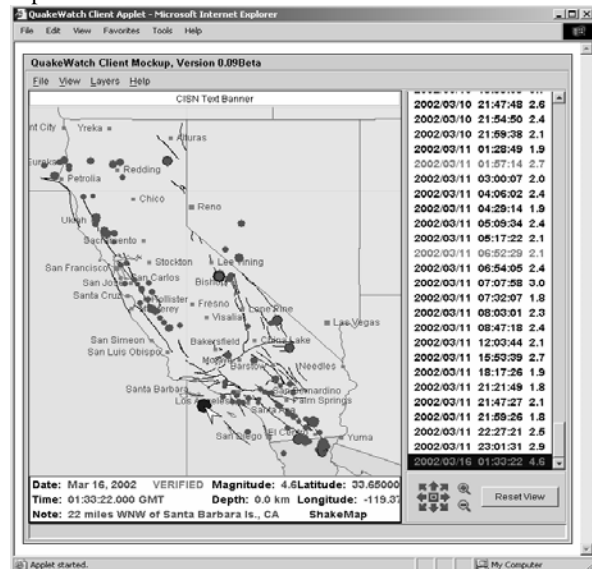 QuakeWatch Client Applet - Microsoft Internet Explorer
File Edit View Favorites Tools Help
QuakeWatch Client Mockup, Version 0.09Beta
File View Layers Help
CISN Text Banner
nt City Yreka
Alturas
Eureka
Redding
Petrolia
Chico
Reno
Ukiah
Sacramento
Stockton Lee Vining
San Francisco
San Carlos Bishop
San Jose
Santa Cruz Hollister Fresno Lone Rine
Monterey
Visalia Las Vegas
San Simeon Bakersfield China Lake
San Luis Obispo
Mojave
Barstow Needles
Santa Barbara San Bernardino
Los Angeles Palm Springs
Santa Ana
San Diego El Centro Yuma
2002/03/10 21:47:48 2.6
2002/03/10 21:54:50 2.4
2002/03/10 21:59:38 2.1
2002/03/11 01:28:49 1.9
2002/03/11 01:57:14 2.7
2002/03/11 03:00:07 2.0
2002/03/11 04:06:02 2.4
2002/03/11 04:29:14 1.9
2002/03/11 05:09:34 2.4
2002/03/11 05:17:22 2.1
2002/03/11 06:52:29 2.1
2002/03/11 06:54:05 2.4
2002/03/11 07:07:58 3.0
2002/03/11 07:32:07 1.8
2002/03/11 08:03:01 2.3
2002/03/11 08:47:18 2.4
2002/03/11 12:03:44 2.1
2002/03/11 15:53:39 2.7
2002/03/11 18:17:26 1.9
2002/03/11 21:21:49 1.8
2002/03/11 21:47:27 2.1
2002/03/11 21:59:26 1.8
2002/03/11 22:27:21 2.5
2002/03/11 23:01:31 2.9
2002/03/16 01:33:22 4.6
Date: Mar 16, 2002 VERIFIED Magnitude: 4.6 Latitude: 33.65000
Time: 01:33:22.000 GMT Depth: 0.0 km Longitude: -119.37
Note: 22 miles WNW of Santa Barbara Is., CA ShakeMap
Reset View
Applet started. My Computer